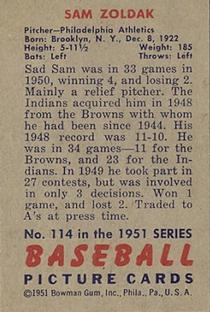 SAM ZOLDAK
Pitcher—Philadelphia Athletics
Born: Brooklyn, N. Y., Dec. 8, 1922
Height: 5-11½ Weight: 185
Bats: Left Throws: Left
Sad Sam was in 33 games in
1950, winning 4, and losing 2.
Mainly a relief pitcher. The
Indians acquired him in 1948
from the Browns with whom
he had been since 1944. His
1948 record was 11-10. He
was in 34 games—11 for the
Browns, and 23 for the In-
dians. In 1949 he took part in
27 contests, but was involved
in only 3 decisions. Won 1
game, and lost 2. Traded to
A's at press time.
No. 114 in the 1951 SERIES
BASEBALL
PICTURE CARDS
©1951 Bowman Gum, Inc., Phila., Pa., U. S. A.